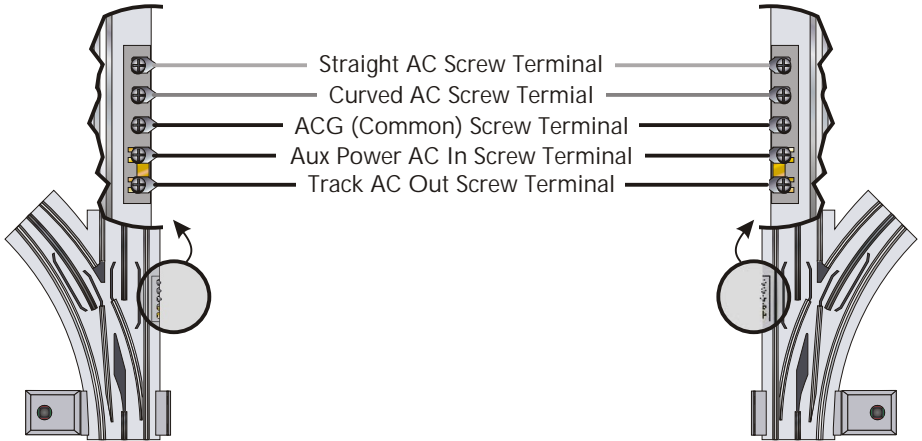 Straight AC Screw Terminal
Curved AC Screw Termial
ACG (Common) Screw Terminal
Aux Power AC In Screw Terminal
Track AC Out Screw Terminal